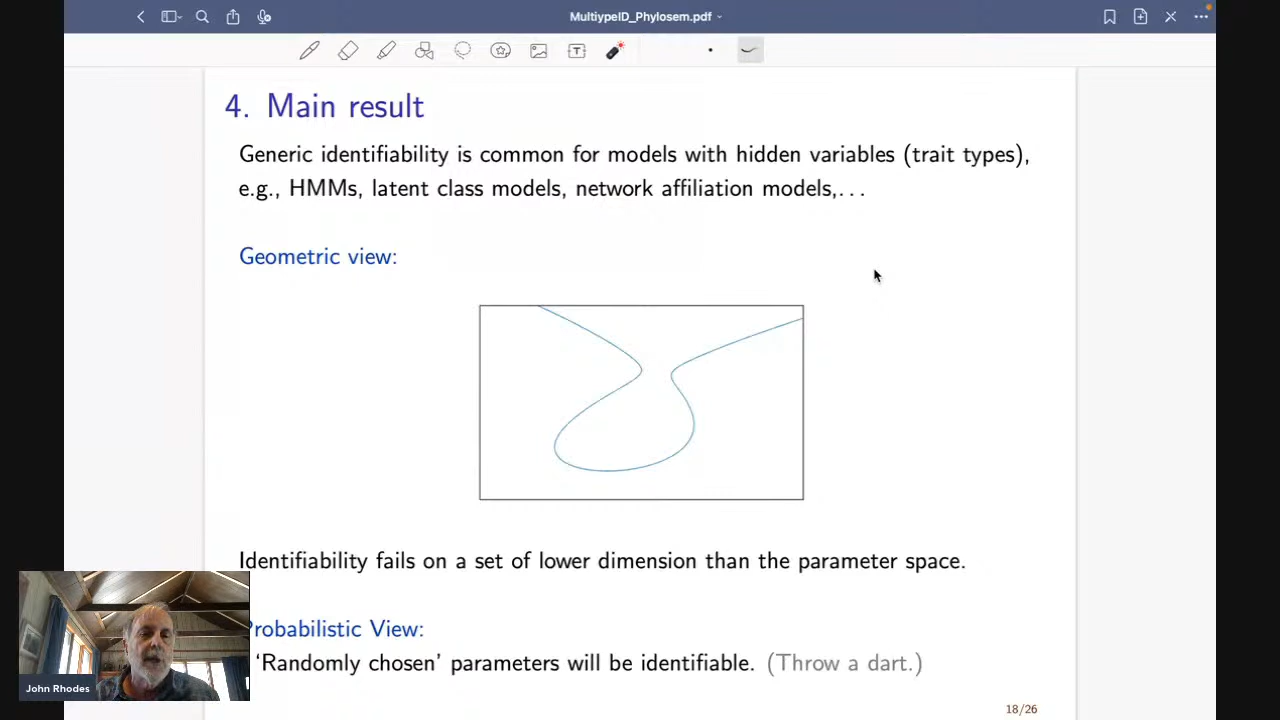 MultiypeID_Phylosem.pdf
4. Main result
Generic identifiability is common for models with hidden variables (trait types),
e.g., HMMs, latent class models, network affiliation models,...
Geometric view:
Identifiability fails on a set of lower dimension than the parameter space.
Probabilistic View:
'Randomly chosen' parameters will be identifiable. (Throw a dart.)
John Rhodes
18/26